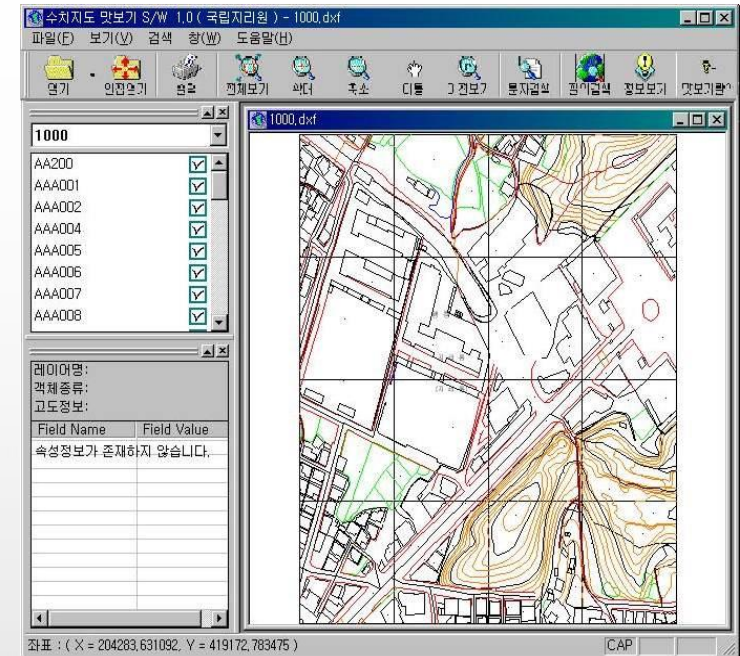 수치지도 맛보기 S/W 1.0 ( 국립지리원 ) - 1000.dxf
파일(F) 보기(V) 검색 창(W) 도움말(H)
열기 인접열기 전체보기 확대 축소 이동 그전보기 문자검색 정보보기
1000
1000.dxf
AA200
AAA001
AAA002
AAA004
AAA005
AAA006
AAA007
AAA008
레이어명:
객체종류:
고도정보:
Field Name Field Value
속성정보가 존재하지 않습니다.
좌표 : ( X = 204283.631092, Y = 419172.783475 )
CAP